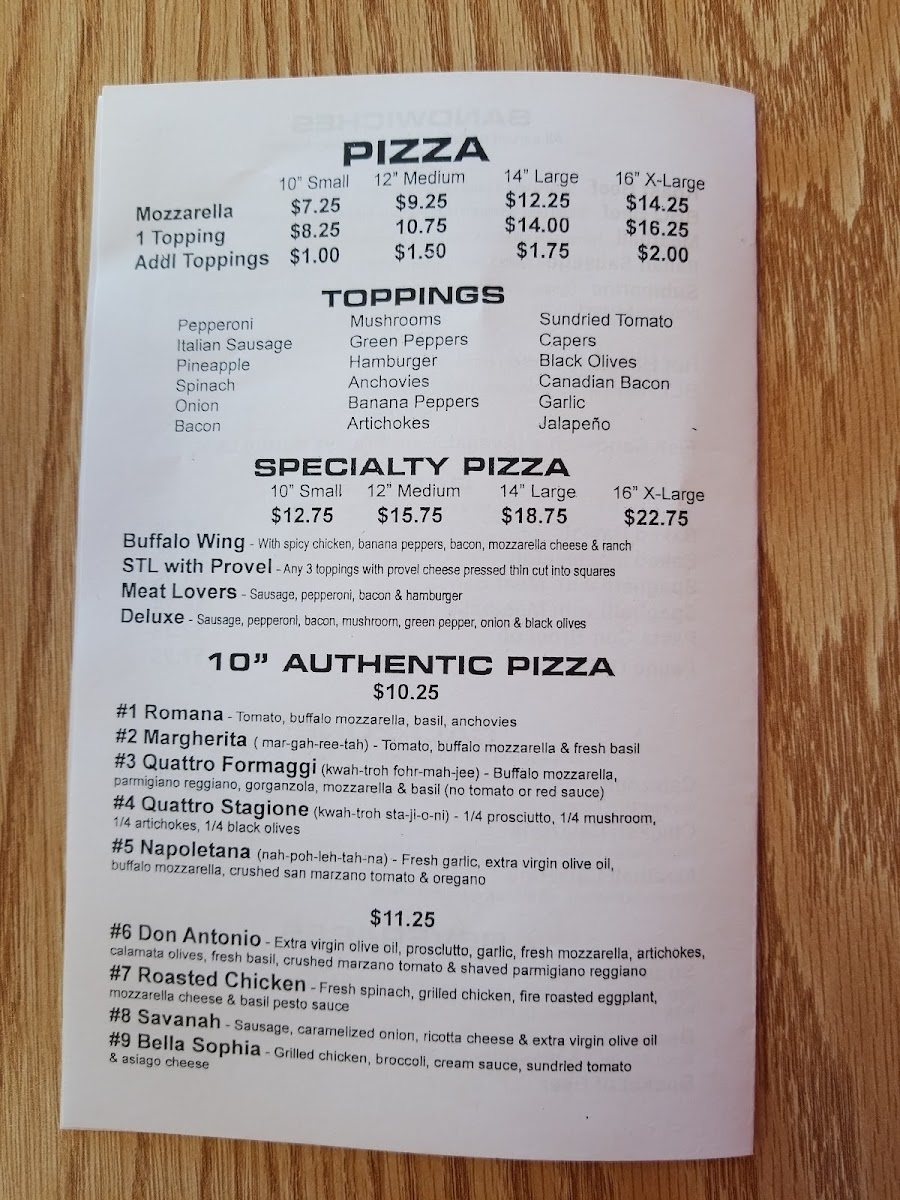 PIZZA
10" Small 12" Medium 14" Large 16" X-Large
Mozzarella $7.25 $9.25 $12.25 $14.25
1 Topping $8.25 10.75 $14.00 $16.25
Addl Toppings $1.00 $1.50 $1.75 $2.00
TOPPINGS
Pepperoni Mushrooms Sundried Tomato
Italian Sausage Green Peppers Capers
Pineapple Hamburger Black Olives
Spinach Anchovies Canadian Bacon
Onion Banana Peppers Garlic
Bacon Artichokes Jalapeño
SPECIALTY PIZZA
10" Small 12" Medium 14" Large 16" X-Large
$12.75 $15.75 $18.75 $22.75
Buffalo Wing - With spicy chicken, banana peppers, bacon, mozzarella cheese & ranch
STL with Provel - Any 3 toppings with provel cheese pressed thin cut into squares
Meat Lovers - Sausage, pepperoni, bacon & hamburger
Deluxe - Sausage, pepperoni, bacon, mushroom, green pepper, onion & black olives
10" AUTHENTIC PIZZA
$10.25
#1 Romana - Tomato, buffalo mozzarella, basil, anchovies
#2 Margherita ( mar-gah-ree-tah) - Tomato, buffalo mozzarella & fresh basil
#3 Quattro Formaggi (kwah-troh fohr-mah-jee) - Buffalo mozzarella,
parmigiano reggiano, gorganzola, mozzarella & basil (no tomato or red sauce)
#4 Quattro Stagione (kwah-troh sta-ji-o-ni) - 1/4 prosciutto, 1/4 mushroom,
1/4 artichokes, 1/4 black olives
#5 Napoletana (nah-poh-leh-tah-na) - Fresh garlic, extra virgin olive oil,
buffalo mozzarella, crushed san marzano tomato & oregano
$11.25
#6 Don Antonio - Extra virgin olive oil, prosciutto, garlic, fresh mozzarella, artichokes,
calamata olives, fresh basil, crushed marzano tomato & shaved parmigiano reggiano
#7 Roasted Chicken - Fresh spinach, grilled chicken, fire roasted eggplant,
mozzarella cheese & basil pesto sauce
#8 Savanah - Sausage, caramelized onion, ricotta cheese & extra virgin olive oil
#9 Bella Sophia - Grilled chicken, broccoli, cream sauce, sundried tomato
& asiago cheese